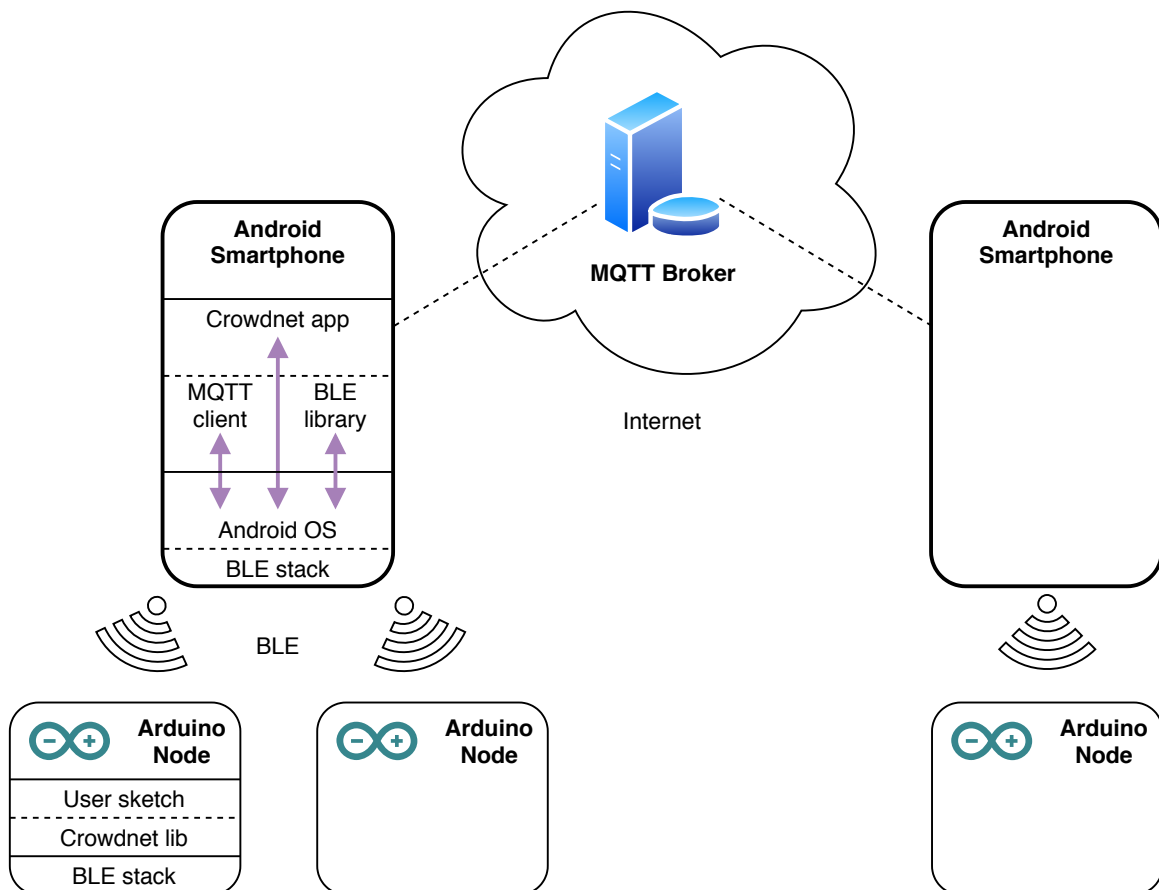 Android
Smartphone
Crowdnet app
MQTT
client
BLE
library
Android OS
BLE stack
MQTT Broker
Internet
Android
Smartphone
BLE
Arduino
Node
User sketch
Crowdnet lib
BLE stack
Arduino
Node
Arduino
Node